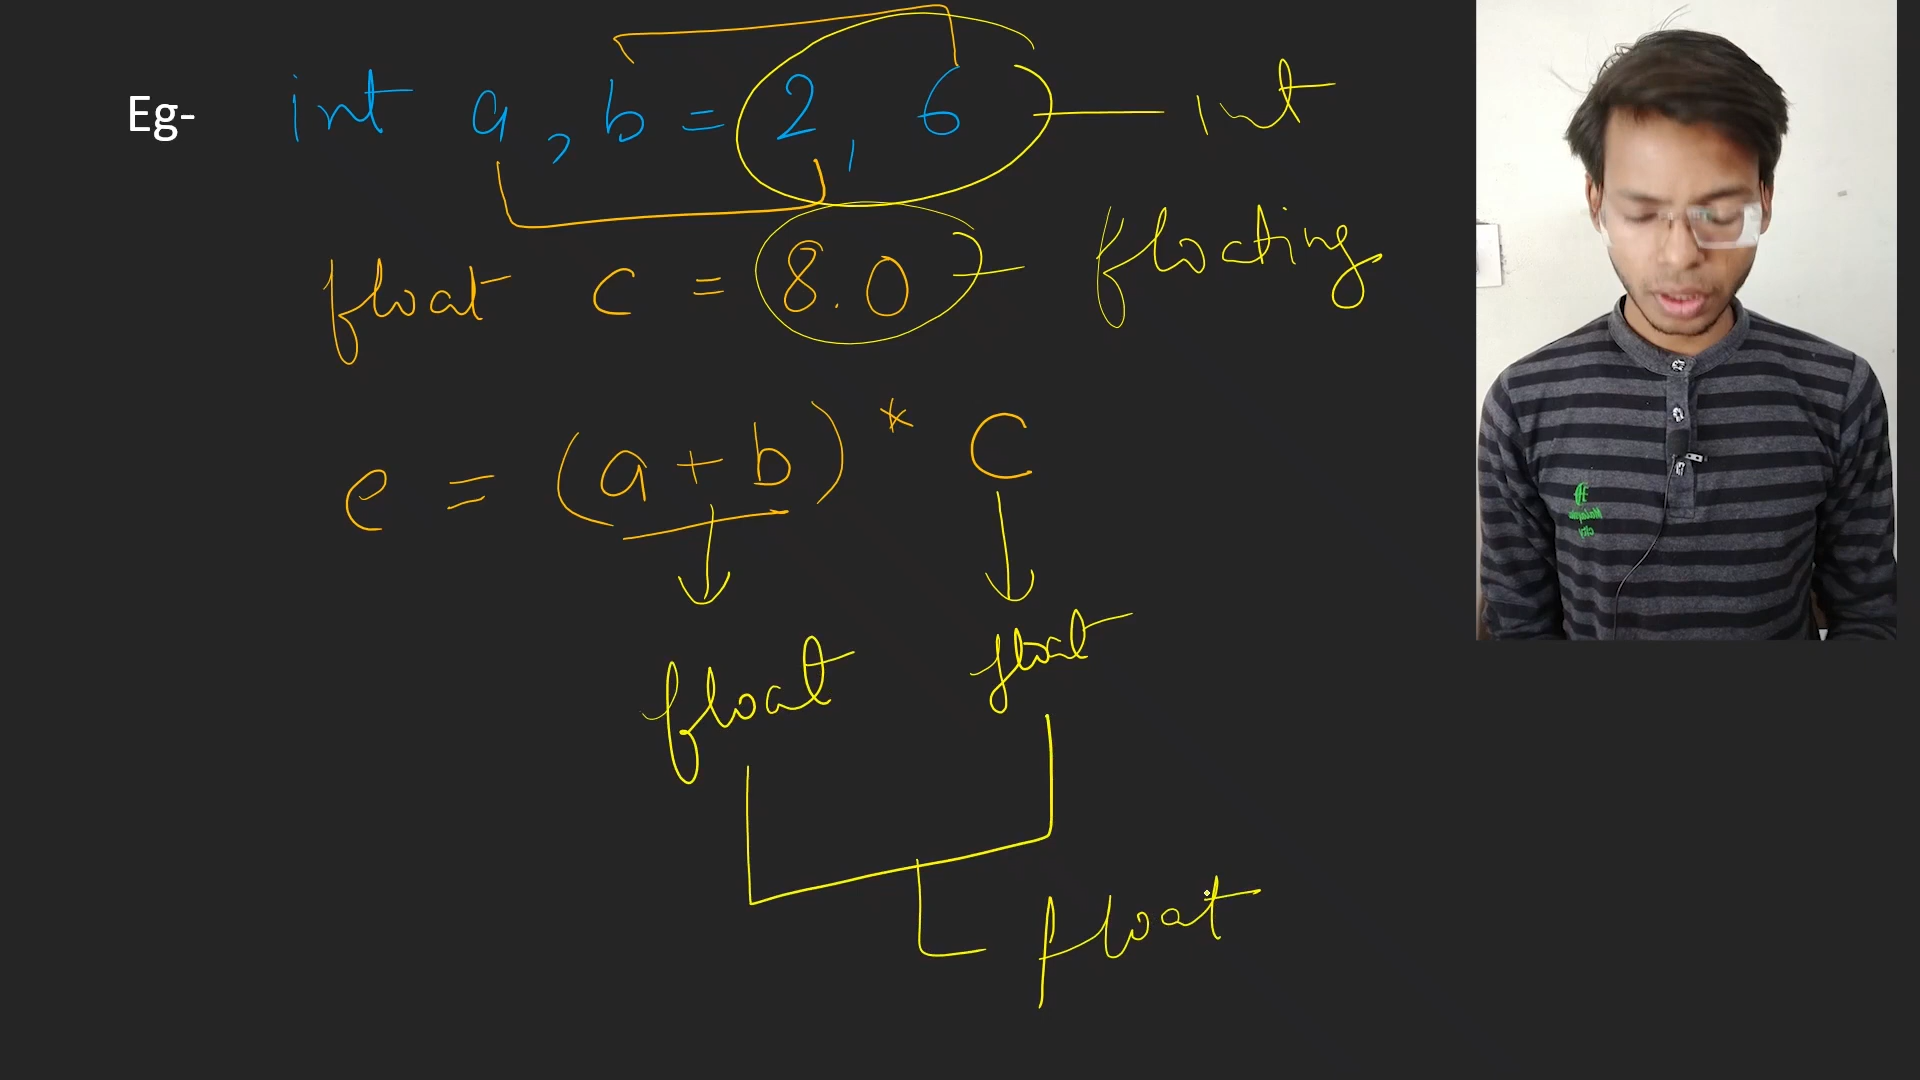 Eg- int a, b = 2, 6 int
float c = 8.0 floating
e = (a + b) * C
float float
float